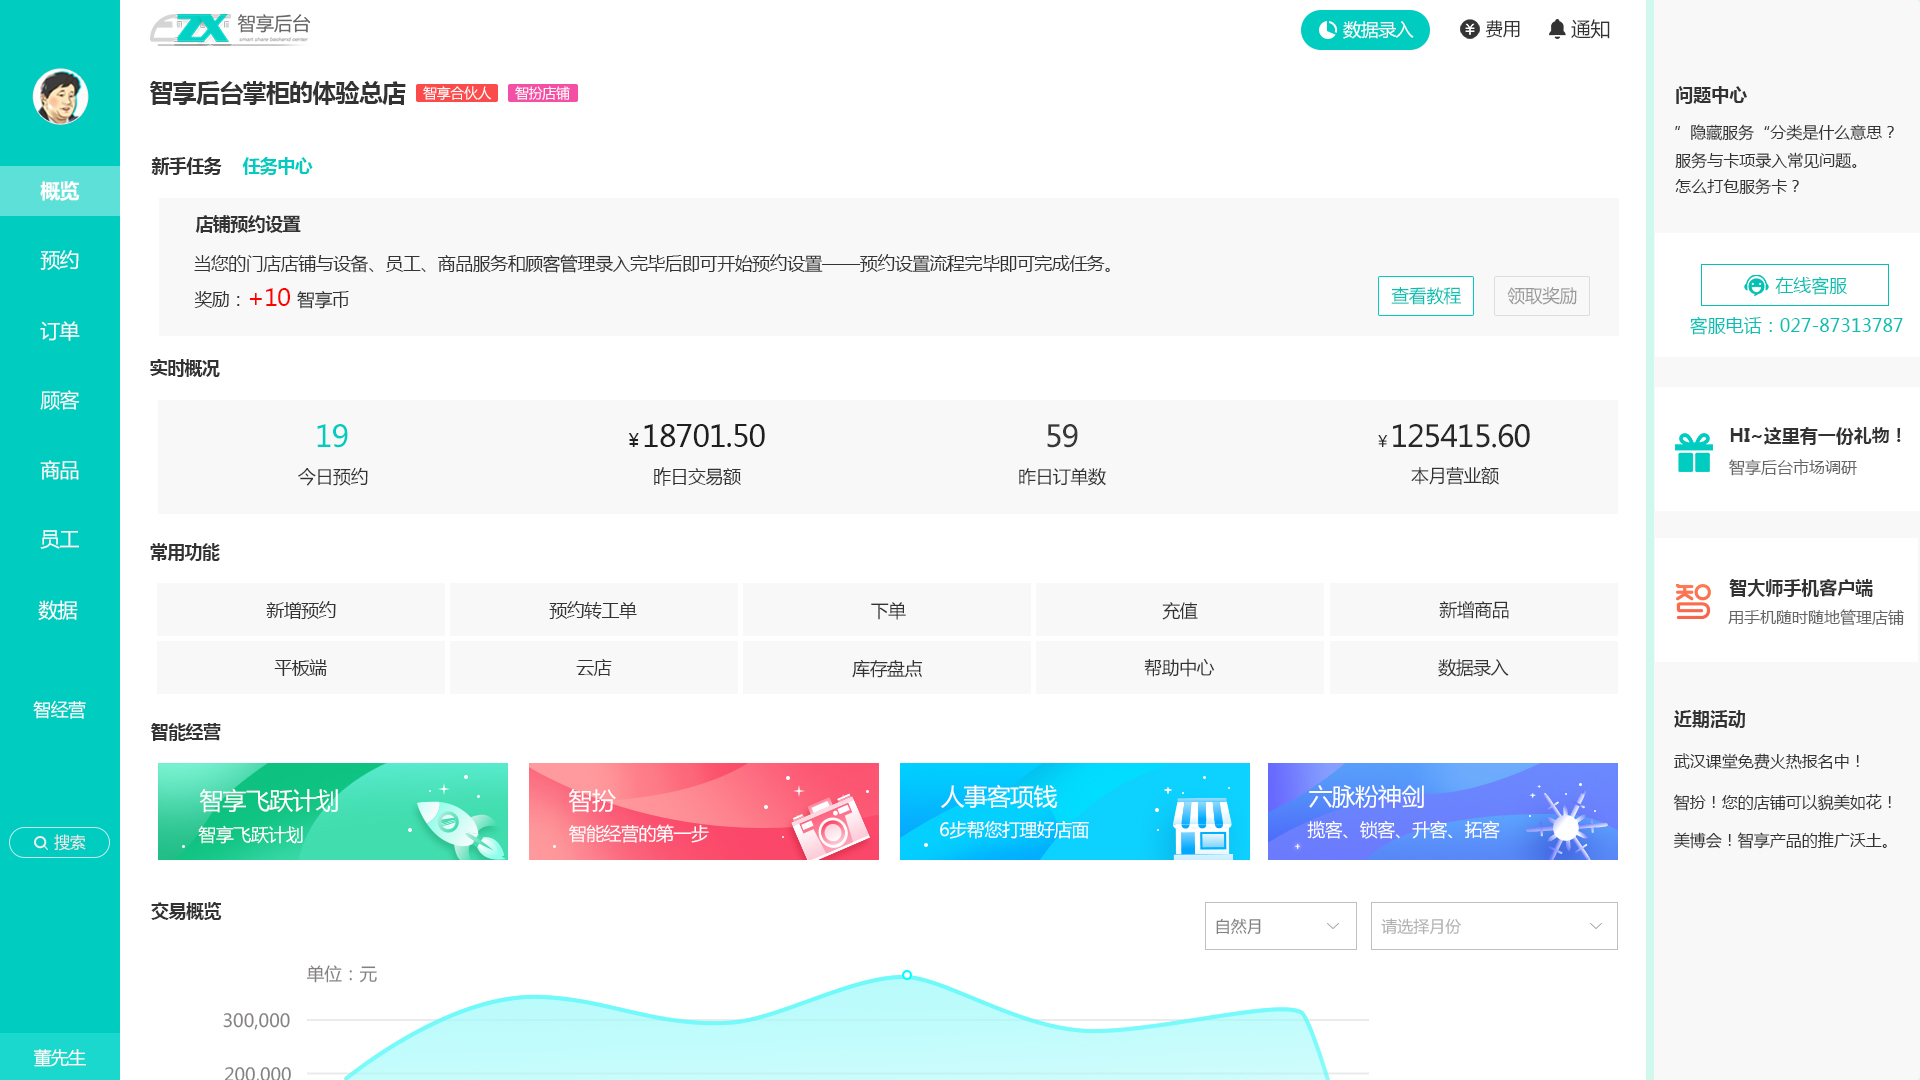 ZX 智享后台
smart share backend center
数据录入
费用
通知
智享后台掌柜的体验总店 智享合伙人 智扮店铺
新手任务 任务中心
店铺预约设置
当您的门店店铺与设备、员工、商品服务和顾客管理录入完毕后即可开始预约设置——预约设置流程完毕即可完成任务。
奖励：+10 智享币
查看教程
领取奖励
实时概况
19
今日预约
¥18701.50
昨日交易额
59
昨日订单数
¥125415.60
本月营业额
常用功能
新增预约
预约转工单
下单
充值
新增商品
平板端
云店
库存盘点
帮助中心
数据录入
智能经营
智享飞跃计划
智享飞跃计划
智扮
智能经营的第一步
人事客项钱
6步帮您打理好店面
六脉粉神剑
揽客、锁客、升客、拓客
交易概览
自然月
请选择月份
单位：元
300,000
200,000
概览
预约
订单
顾客
商品
员工
数据
智经营
搜索
董先生
问题中心
”隐藏服务“分类是什么意思？
服务与卡项录入常见问题。
怎么打包服务卡？
在线客服
客服电话：027-87313787
HI~这里有一份礼物！
智享后台市场调研
智
智大师手机客户端
用手机随时随地管理店铺
近期活动
武汉课堂免费火热报名中！
智扮！您的店铺可以貌美如花！
美博会！智享产品的推广沃土。